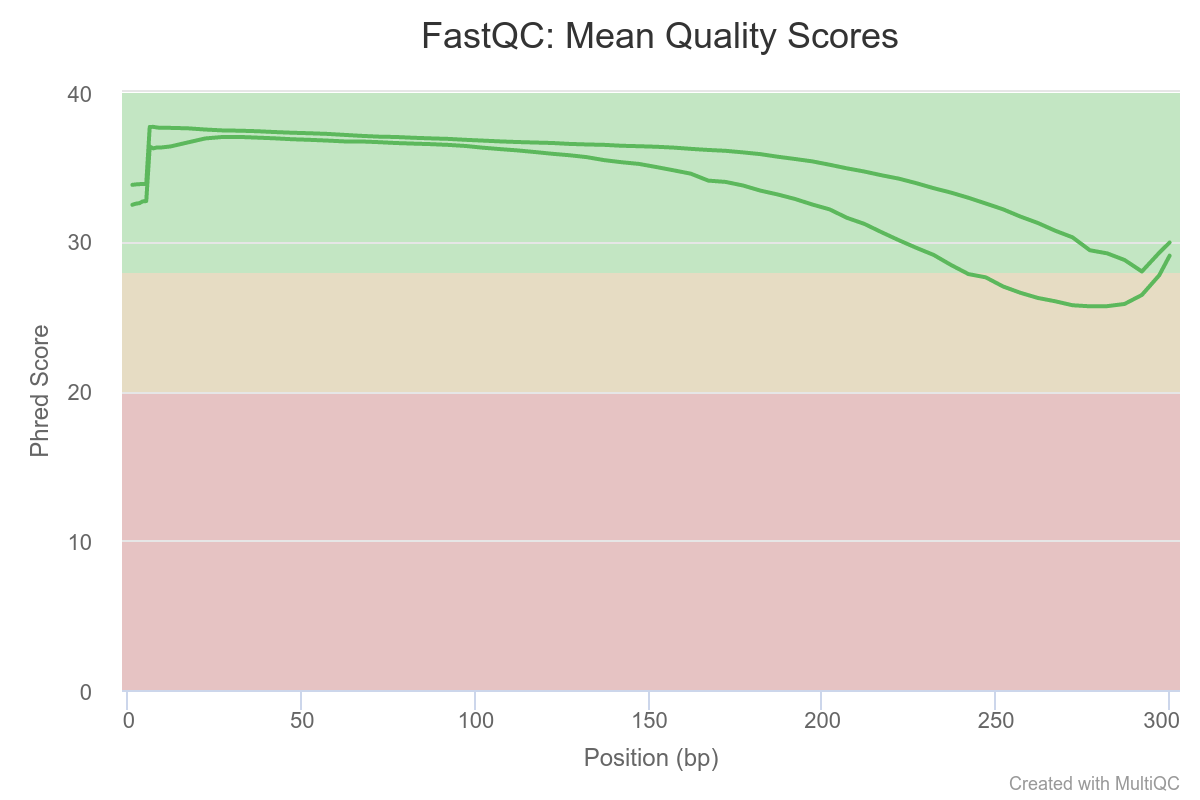 FastQC: Mean Quality Scores
40
30
20
10
0
Phred Score
0 50 100 150 200 250 300
Position (bp)
Created with MultiQC